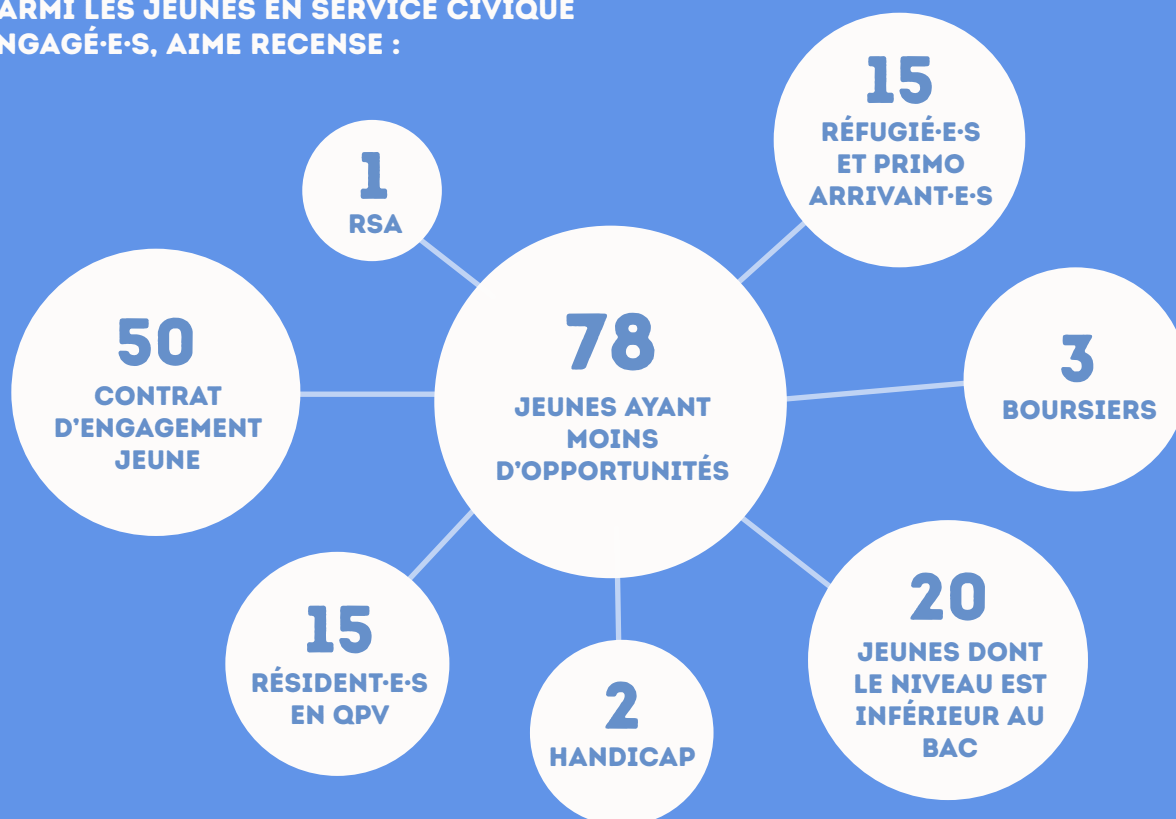 ARMI LES JEUNES EN SERVICE CIVIQUE
NGAGÉ·E·S, AIME RECENSE :
15
RÉFUGIÉ·E·S
ET PRIMO
ARRIVANT·E·S
1
RSA
78
JEUNES AYANT
MOINS
D'OPPORTUNITÉS
50
CONTRAT
D'ENGAGEMENT
JEUNE
3
BOURSIERS
15
RÉSIDENT·E·S
EN QPV
2
HANDICAP
20
JEUNES DONT
LE NIVEAU EST
INFÉRIEUR AU
BAC